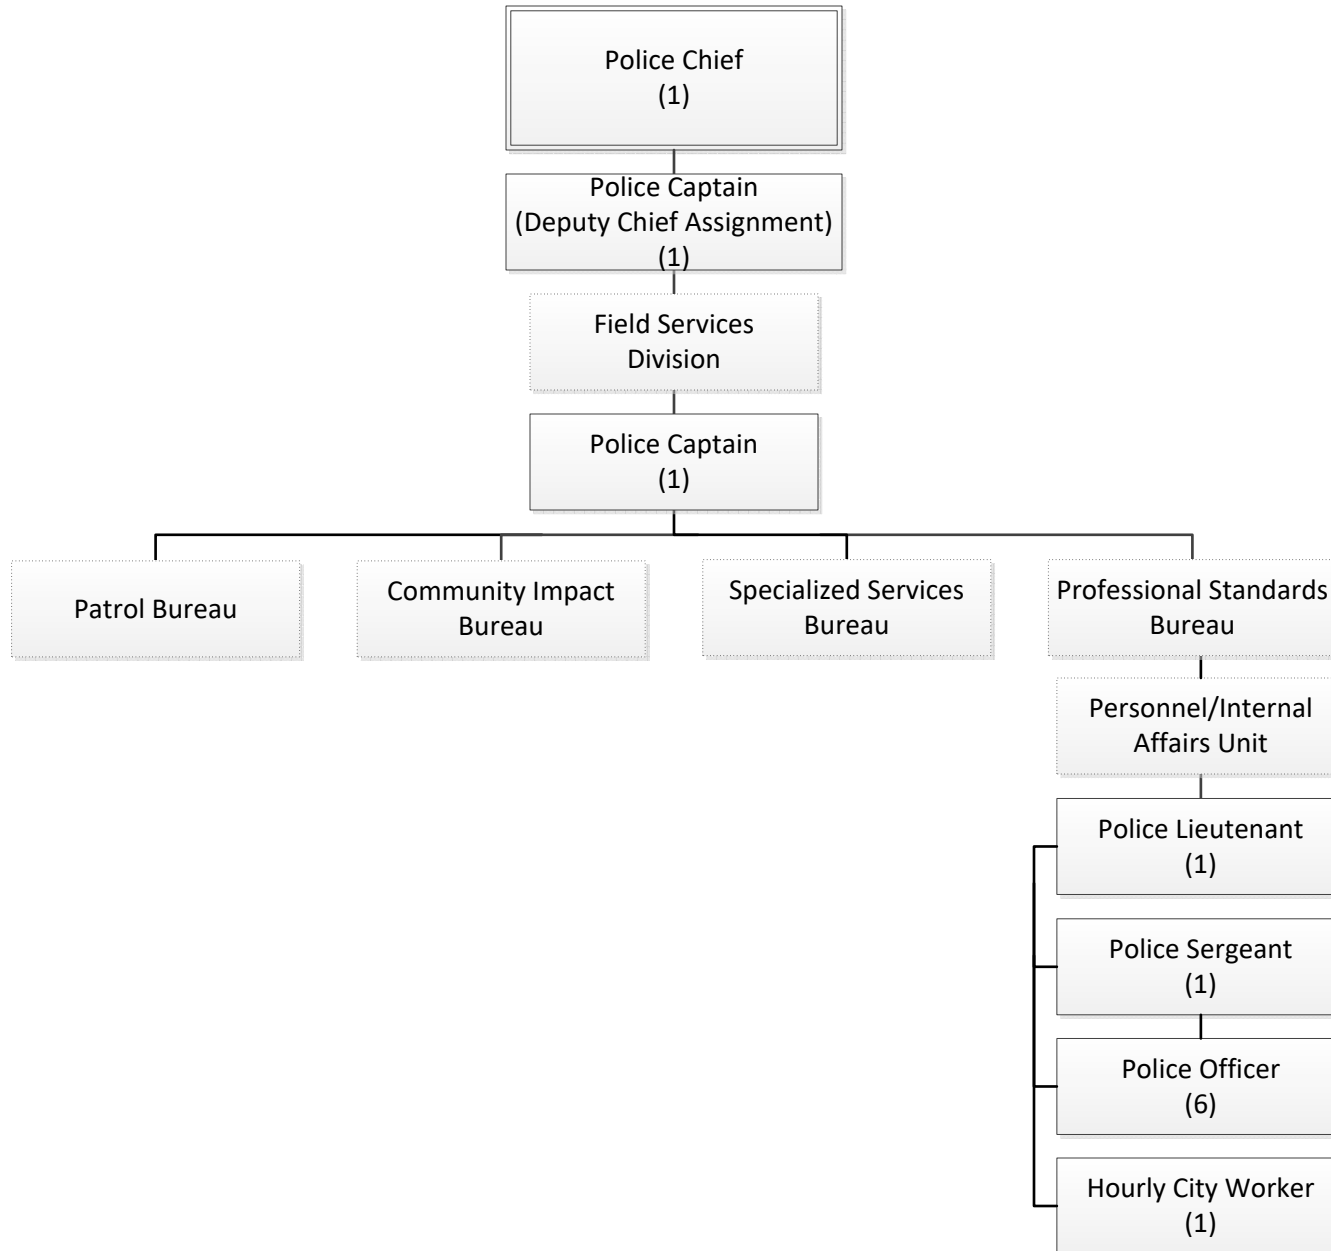 Police Chief
(1)
Police Captain
(Deputy Chief Assignment)
(1)
Field Services
Division
Police Captain
(1)
Patrol Bureau
Community Impact
Bureau
Specialized Services
Bureau
Professional Standards
Bureau
Personnel/Internal
Affairs Unit
Police Lieutenant
(1)
Police Sergeant
(1)
Police Officer
(6)
Hourly City Worker
(1)